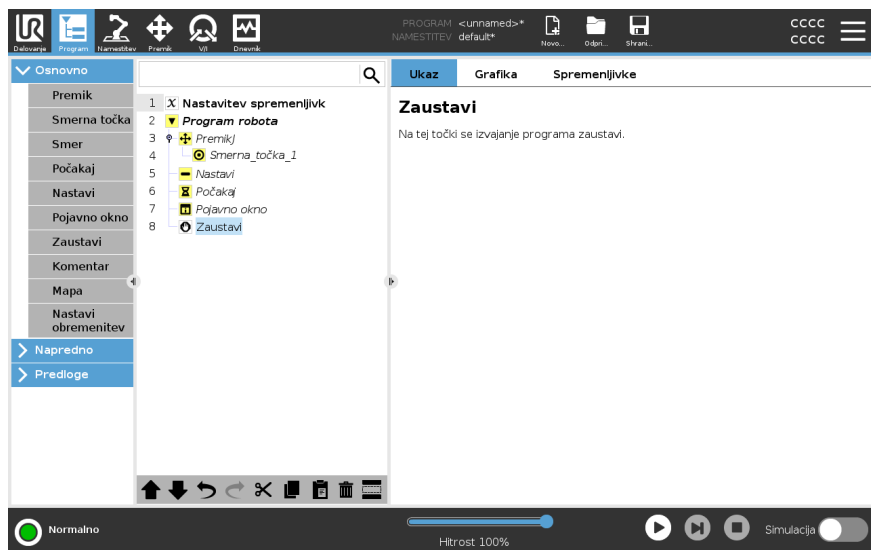 PROGRAM <unnamed>*
NAMESTITEV default*
CCCC
CCCC
Delovanje Program Namestitev Premik V/I Dnevnik Novo... Odpri... Shrani...
Osnovno
Premik
Smerna točka
Smer
Počakaj
Nastavi
Pojavno okno
Zaustavi
Komentar
Mapa
Nastavi
obremenitev
Napredno
Predloge
1 X Nastavitev spremenljivk
2 Program robota
3 PremikJ
4 Smerna_točka_1
5 Nastavi
6 Počakaj
7 Pojavno okno
8 Zaustavi
Ukaz Grafika Spremenljivke
Zaustavi
Na tej točki se izvajanje programa zaustavi.
Normalno
Hitrost 100%
Simulacija